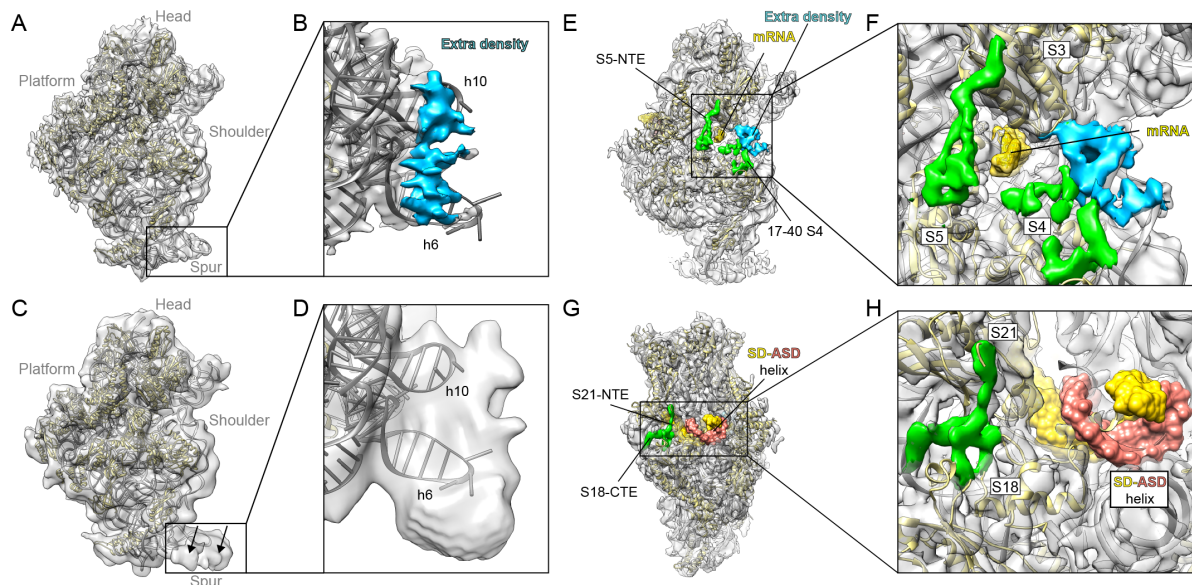 A
Head
Platform
Shoulder
Spur
B
Extra density
h10
h6
C
Head
Platform
Shoulder
Spur
D
h10
h6
E
Extra density
mRNA
S5-NTE
17-40 S4
F
S3
mRNA
S4
S5
G
SD-ASD
helix
S21-NTE
S18-CTE
H
S21
S18
SD-ASD
helix